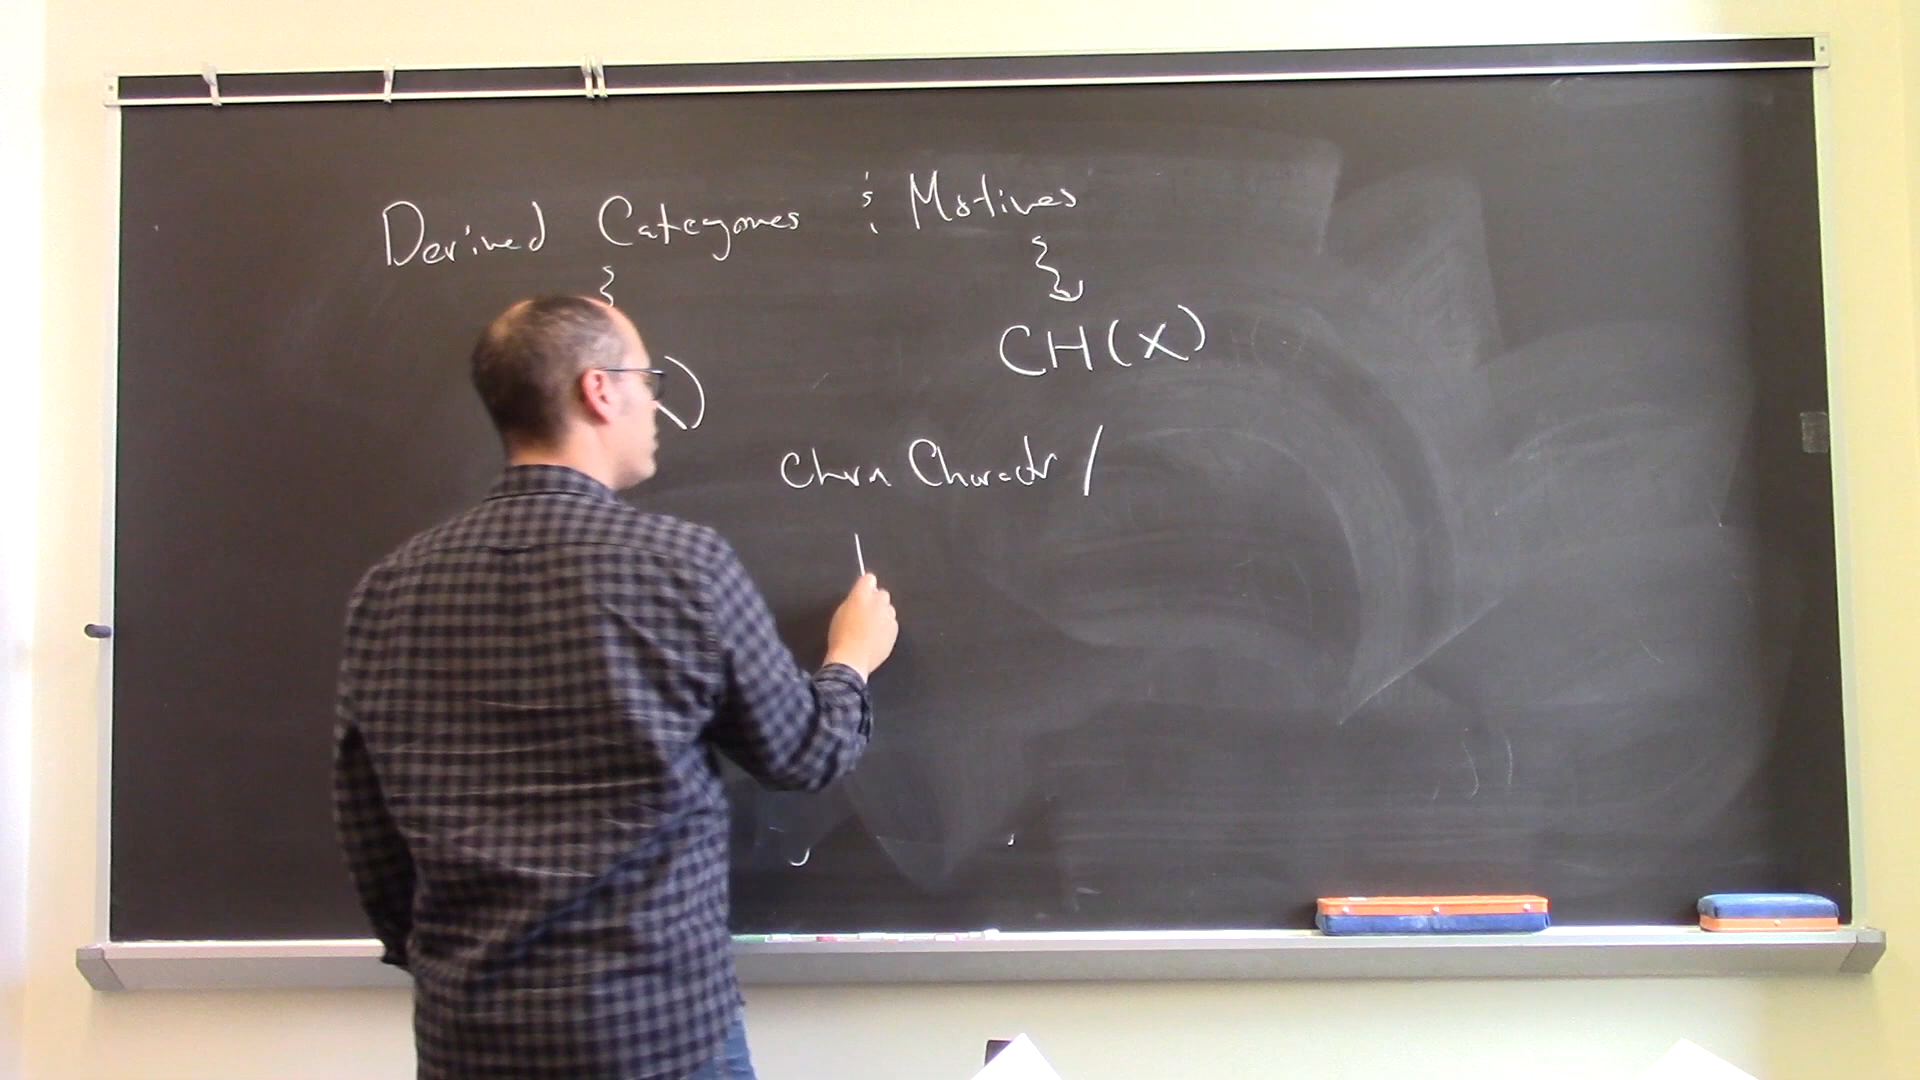 Derived Categories & Motives
CH(X)
)
Chern Character /